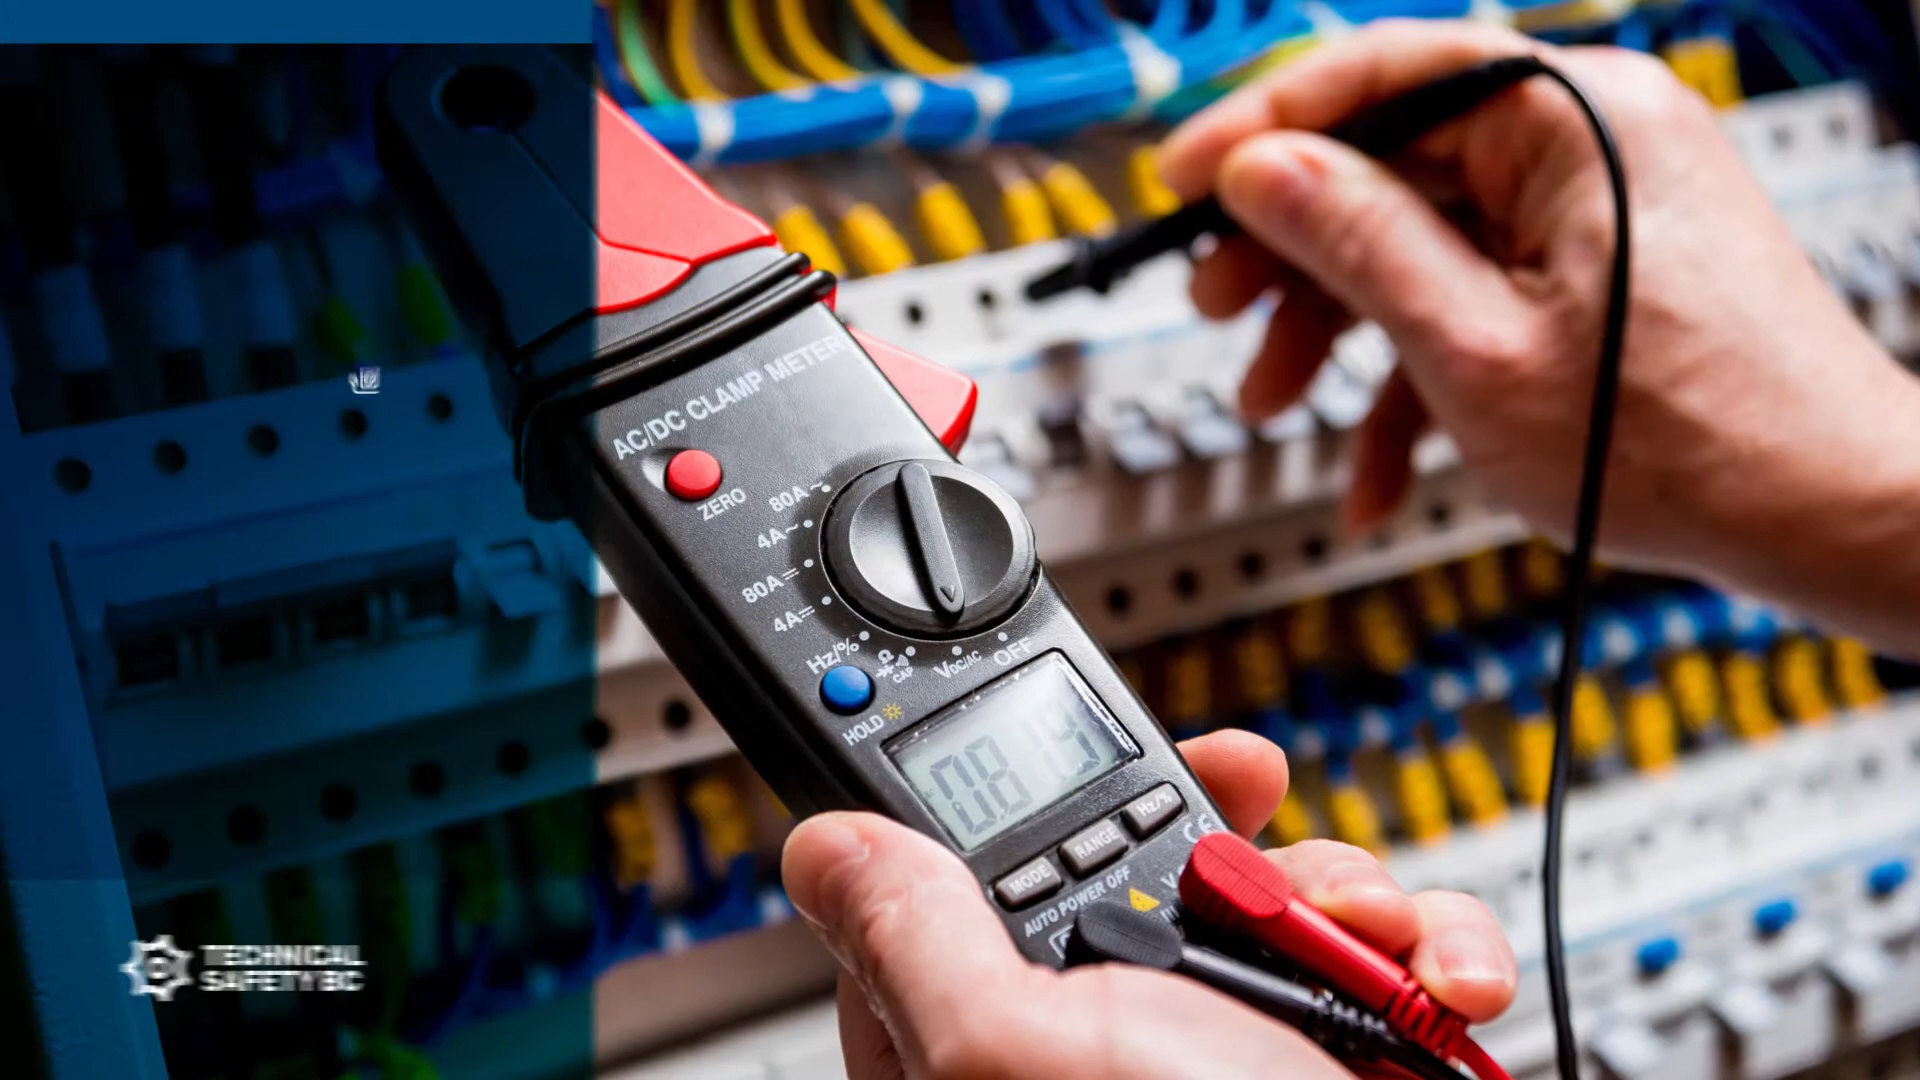 AC/DC CLAMP METER
ZERO
80A~
4A~
80A
4A
Hz/%
Ω
CAP
VDC/AC
OFF
HOLD
MODE
RANGE
Hz/%
CE
AUTO POWER OFF
TECHNICAL
SAFETY BC